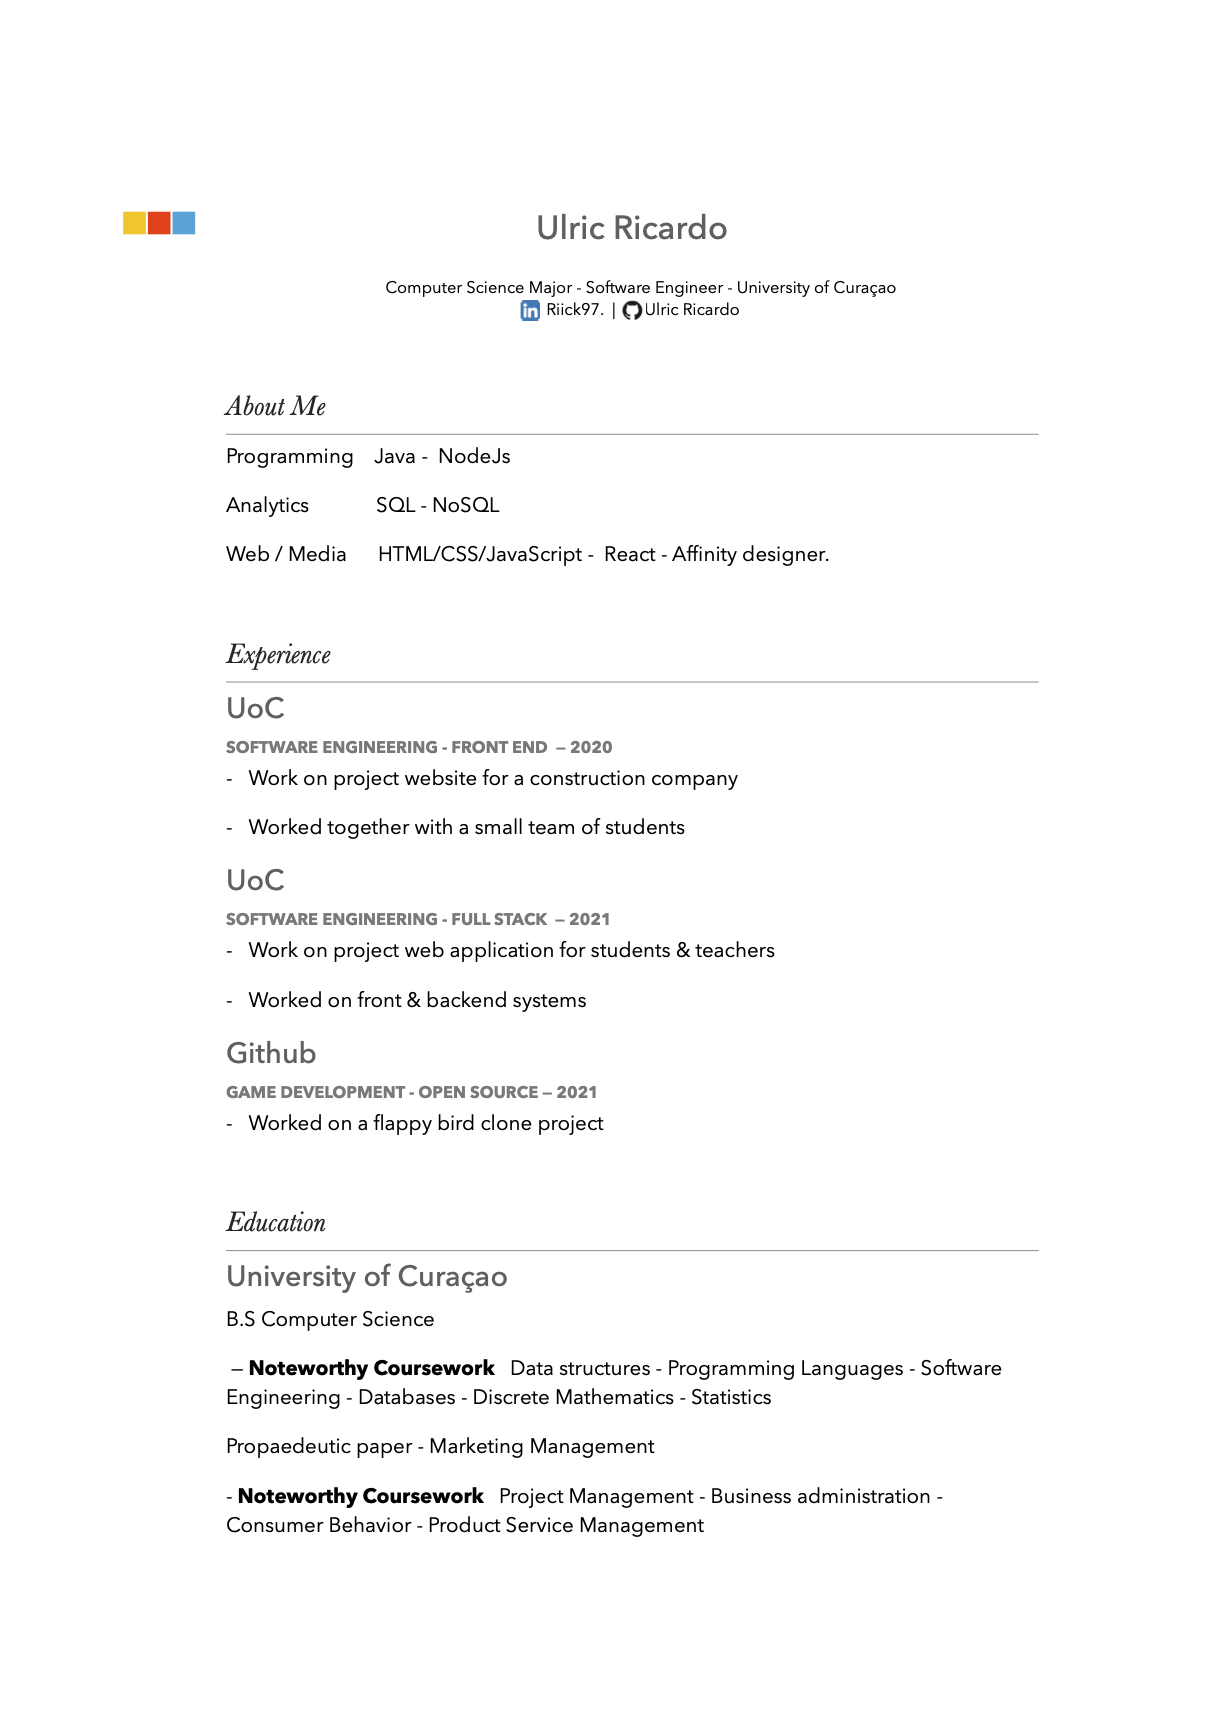 Ulric Ricardo
Computer Science Major - Software Engineer - University of Curaçao
in Riick97. | Ulric Ricardo
About Me
Programming Java - NodeJs
Analytics SQL - NoSQL
Web / Media HTML/CSS/JavaScript - React - Affinity designer.
Experience
UoC
SOFTWARE ENGINEERING - FRONT END – 2020
- Work on project website for a construction company
- Worked together with a small team of students
UoC
SOFTWARE ENGINEERING - FULL STACK – 2021
- Work on project web application for students & teachers
- Worked on front & backend systems
Github
GAME DEVELOPMENT - OPEN SOURCE – 2021
- Worked on a flappy bird clone project
Education
University of Curaçao
B.S Computer Science
– Noteworthy Coursework Data structures - Programming Languages - Software
Engineering - Databases - Discrete Mathematics - Statistics
Propaedeutic paper - Marketing Management
- Noteworthy Coursework Project Management - Business administration -
Consumer Behavior - Product Service Management